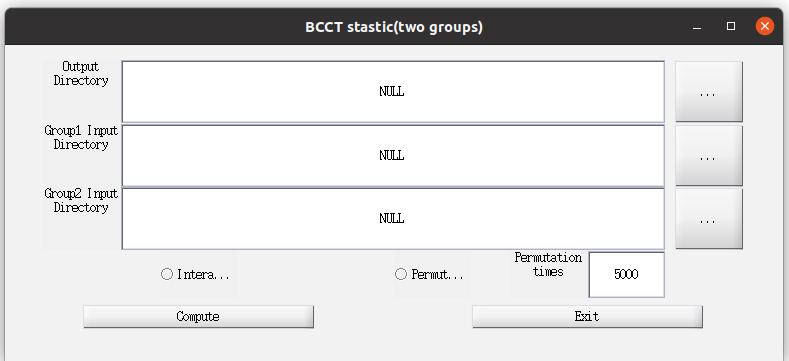 BCCT stastic(two groups)
Output
Directory
NULL
...
Group1 Input
Directory
NULL
...
Group2 Input
Directory
NULL
...
Intera...
Permut...
Permutation
times
5000
Compute
Exit